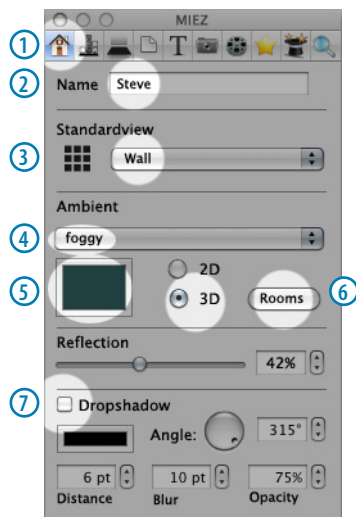 MIEZ
1
T
2 Name Steve
Standardview
3 Wall
Ambient
4 foggy
5 2D
3D Rooms 6
Reflection
42%
7 Dropshadow
Angle: 315°
6 pt 10 pt 75%
Distance Blur Opacity